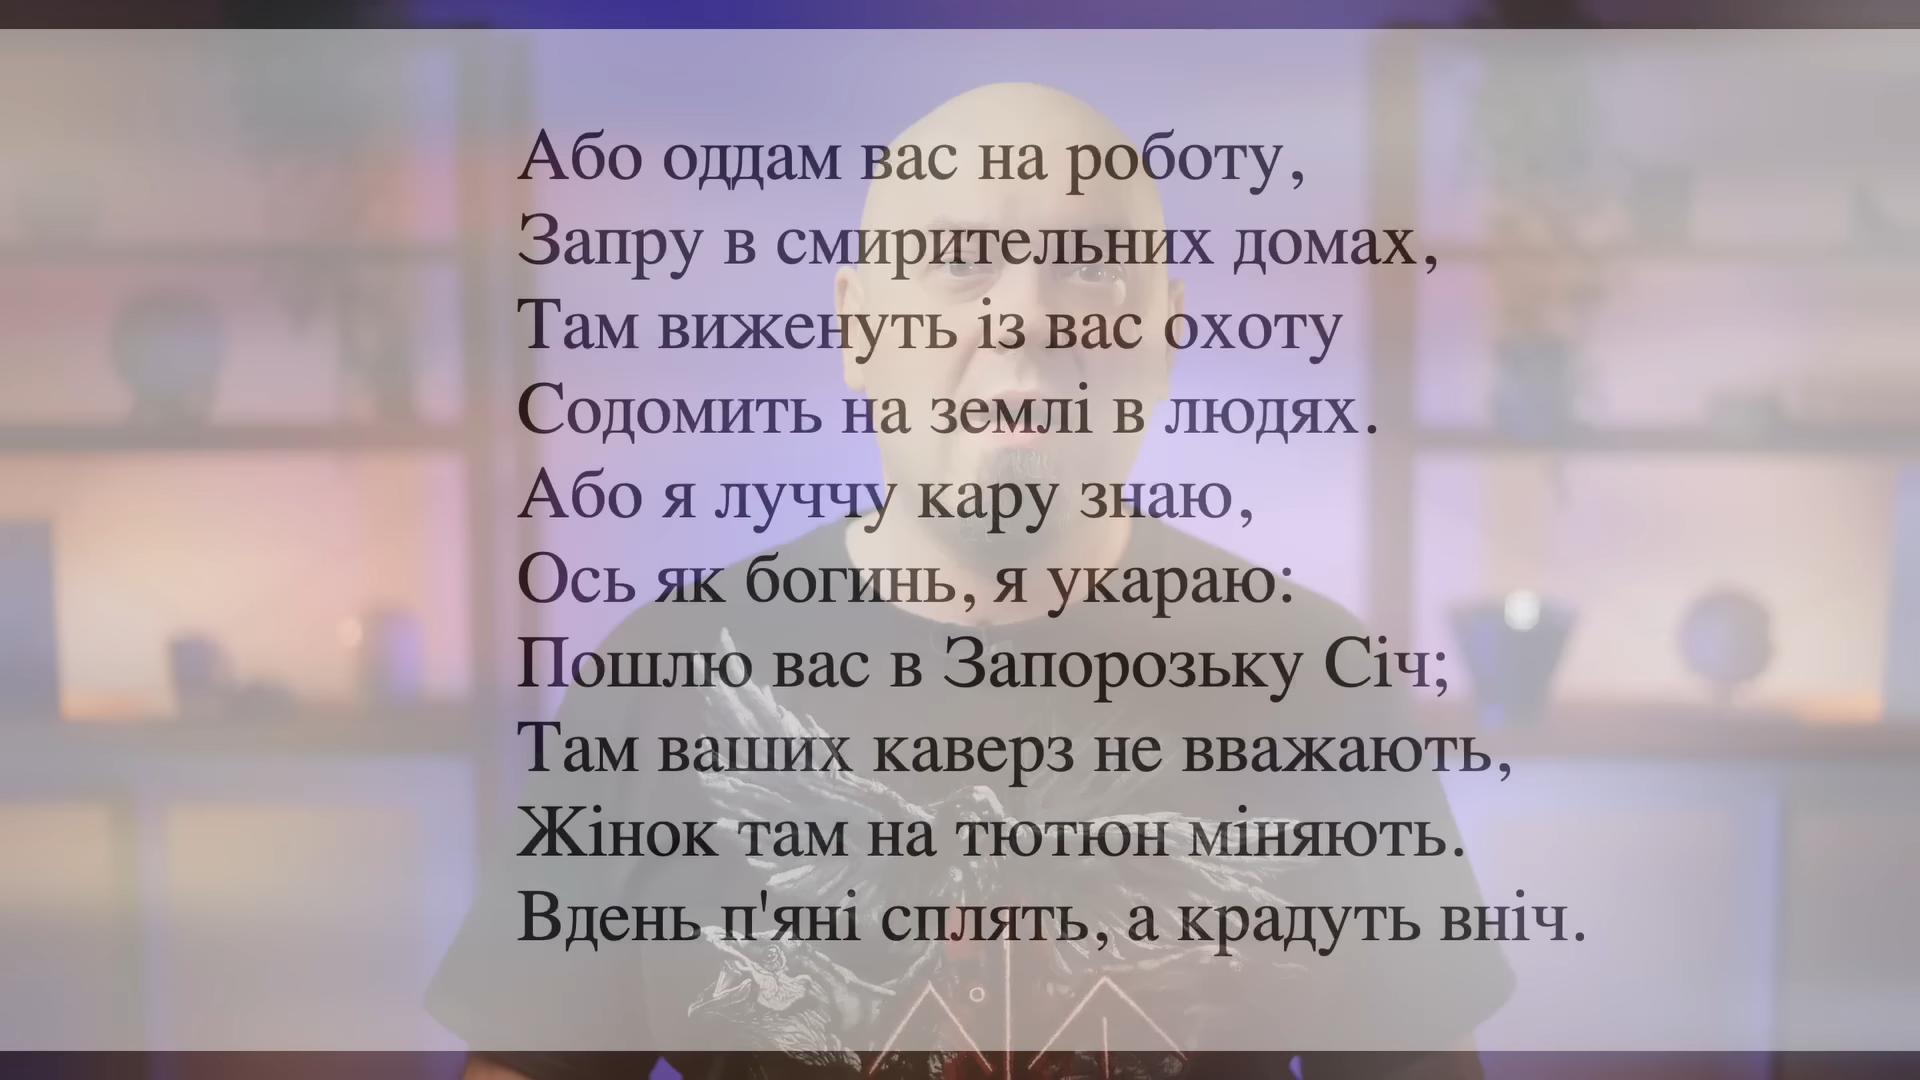 Або оддам вас на роботу,
Запру в смирительних домах,
Там виженуть із вас охоту
Содомить на землі в людях.
Або я луччу кару знаю,
Ось як богинь, я укараю:
Пошлю вас в Запорозьку Січ;
Там ваших каверз не вважають,
Жінок там на тютюн міняють.
Вдень п'яні сплять, а крадуть вніч.